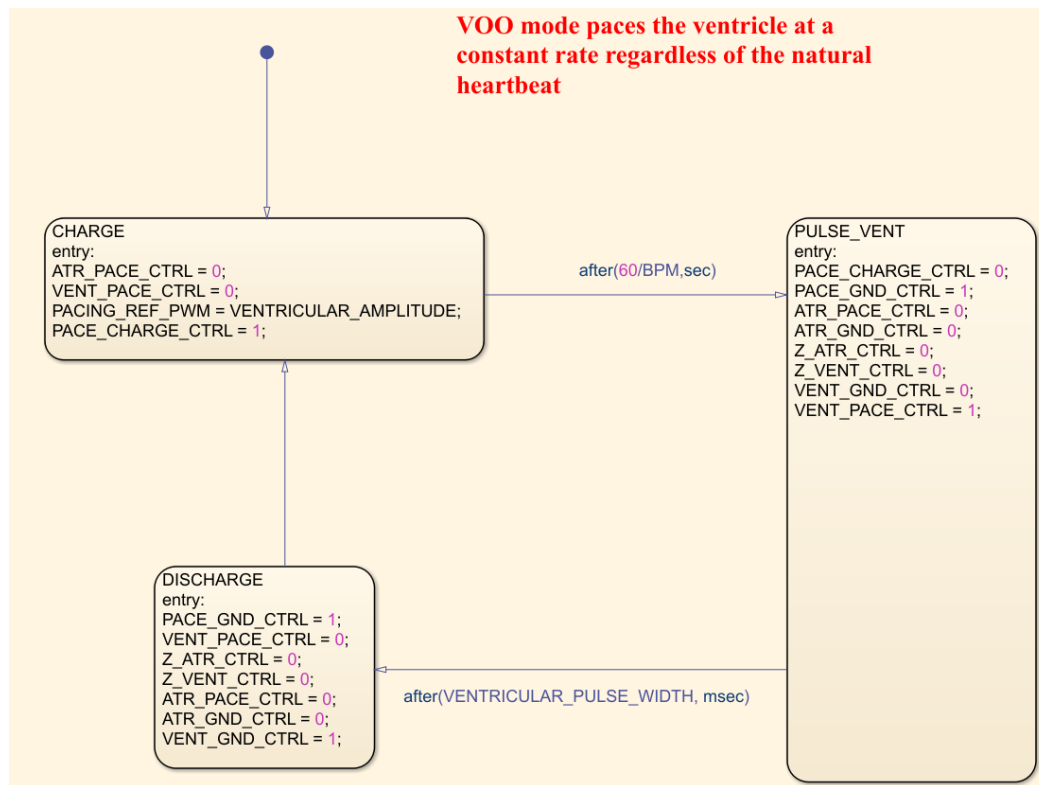 VOO mode paces the ventricle at a
constant rate regardless of the natural
heartbeat
CHARGE
entry:
ATR_PACE_CTRL = 0;
VENT_PACE_CTRL = 0;
PACING_REF_PWM = VENTRICULAR_AMPLITUDE;
PACE_CHARGE_CTRL = 1;
after(60/BPM,sec)
PULSE_VENT
entry:
PACE_CHARGE_CTRL = 0;
PACE_GND_CTRL = 1;
ATR_PACE_CTRL = 0;
ATR_GND_CTRL = 0;
Z_ATR_CTRL = 0;
Z_VENT_CTRL = 0;
VENT_GND_CTRL = 0;
VENT_PACE_CTRL = 1;
DISCHARGE
entry:
PACE_GND_CTRL = 1;
VENT_PACE_CTRL = 0;
Z_ATR_CTRL = 0;
Z_VENT_CTRL = 0;
ATR_PACE_CTRL = 0;
ATR_GND_CTRL = 0;
VENT_GND_CTRL = 1;
after(VENTRICULAR_PULSE_WIDTH, msec)